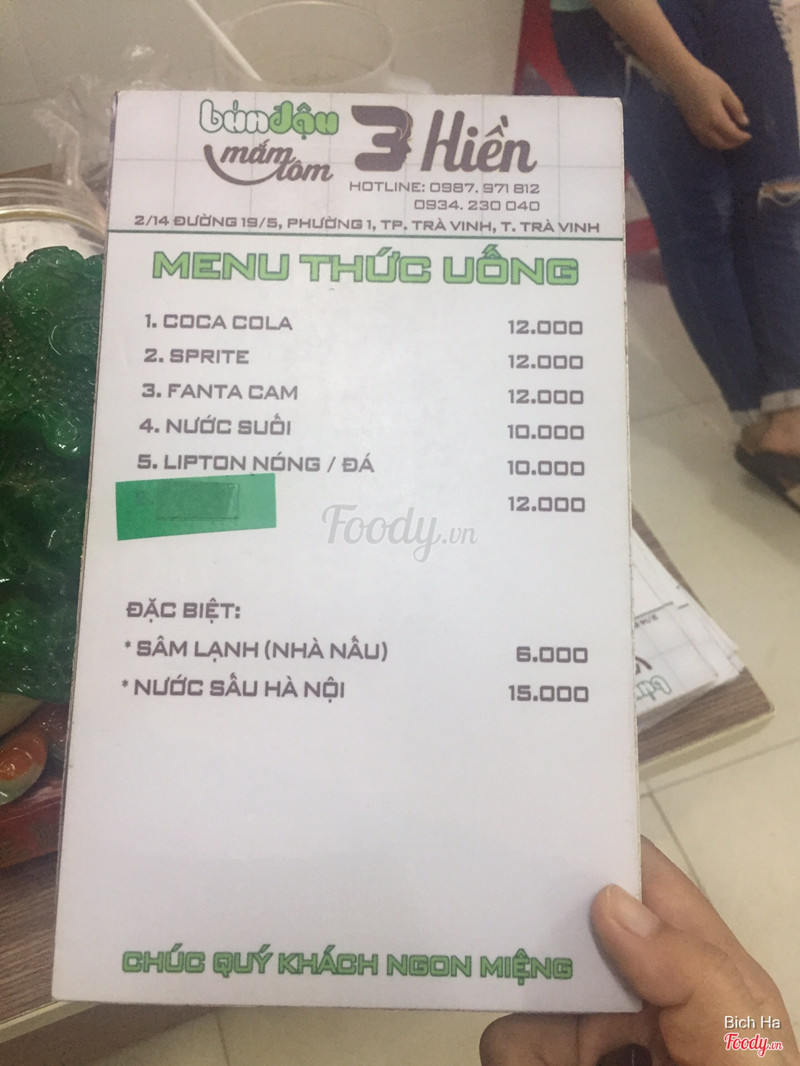 bún đậu
mắm tôm
3 Hiền
HOTLINE: 0987. 971 812
0934. 230 040
2/14 ĐƯỜNG 19/5, PHƯỜNG 1, TP. TRÀ VINH, T. TRÀ VINH
MENU THỨC UỐNG
1. COCA COLA 12.000
2. SPRITE 12.000
3. FANTA CAM 12.000
4. NƯỚC SUỐI 10.000
5. LIPTON NÓNG / ĐÁ 10.000
12.000
Foody.vn
ĐẶC BIỆT:
* SÂM LẠNH (NHÀ NẤU) 6.000
* NƯỚC SẤU HÀ NỘI 15.000
CHÚC QUÝ KHÁCH NGON MIỆNG
Bich Ha
Foody.vn